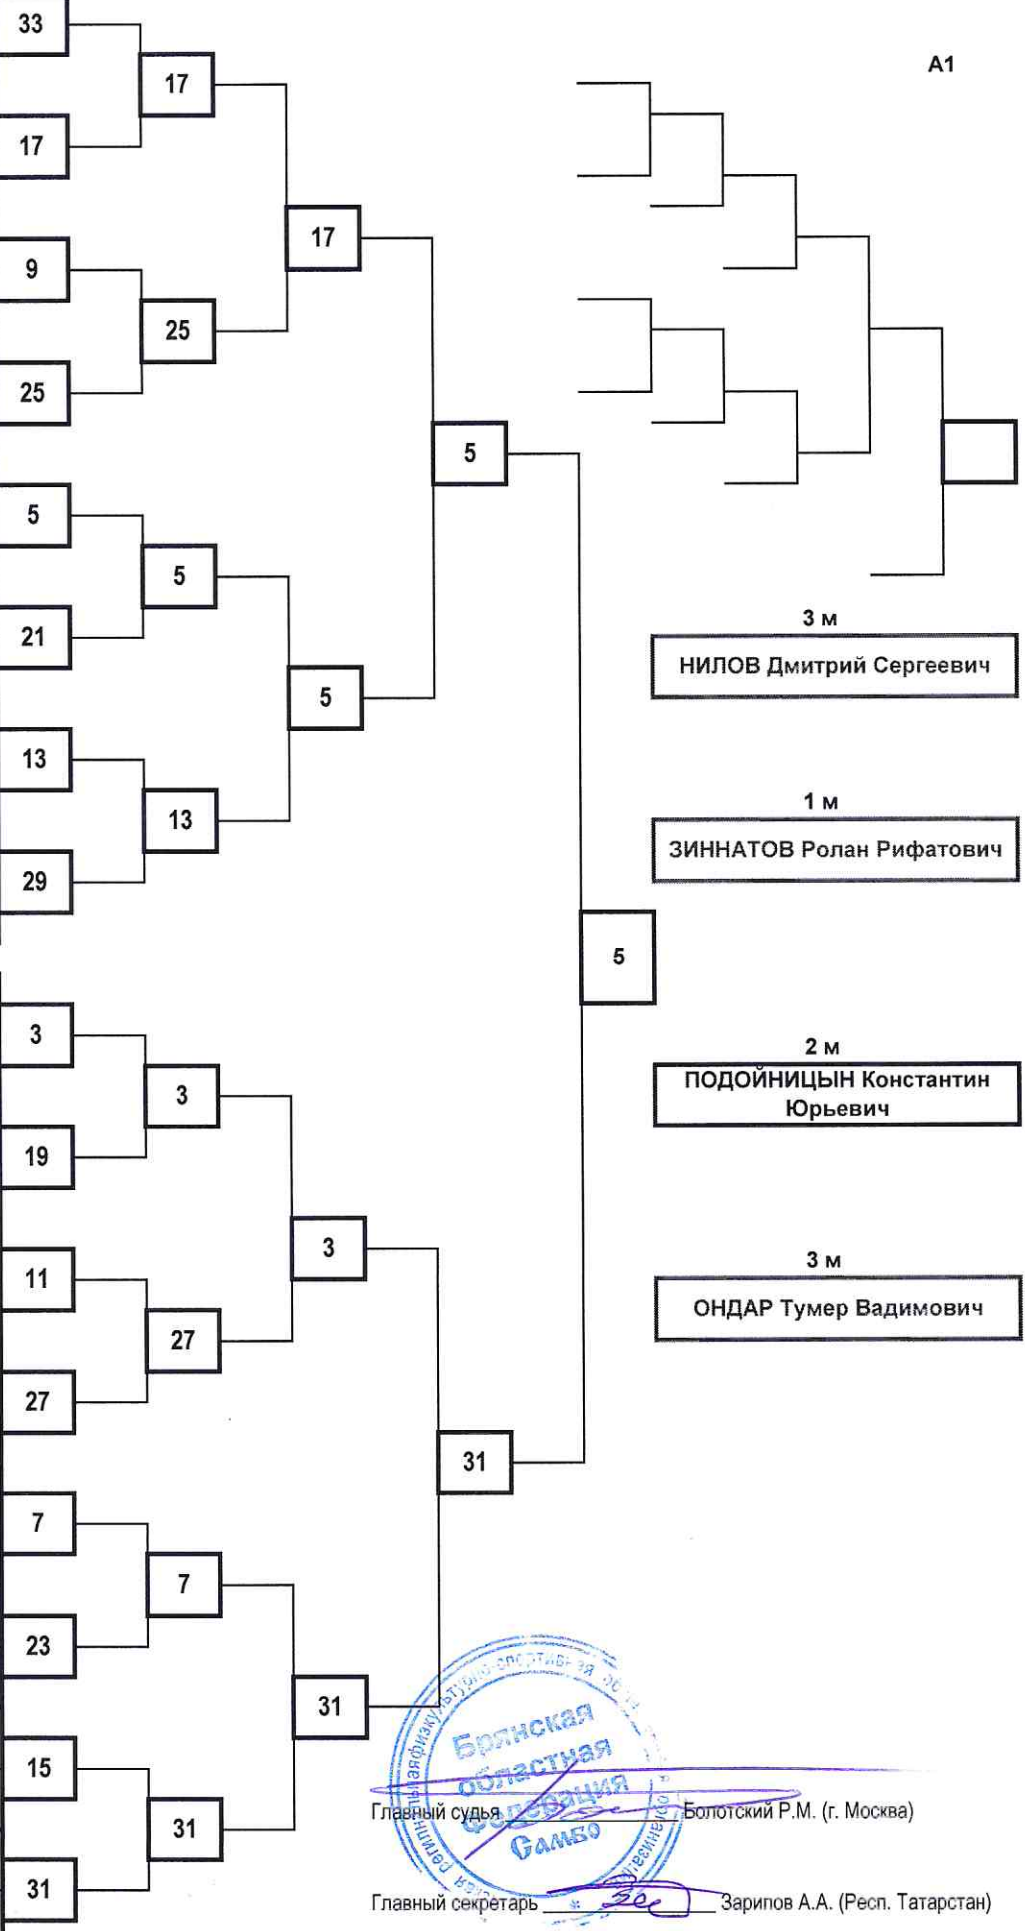 33
А1
17
17
17
9
25
25
5
5
5
21
3 м
НИЛОВ Дмитрий Сергеевич
5
13
13
1 м
ЗИННАТОВ Ролан Рифатович
29
5
3
2 м
ПОДОЙНИЦЫН Константин
Юрьевич
3
19
3
3 м
11
ОНДАР Тумер Вадимович
27
27
31
7
7
23
31
Брянская
областная
Федерация
Самбо
15
Главный судья Болотский Р.М. (г. Москва)
31
31
Главный секретарь Зарипов А.А. (Респ. Татарстан)